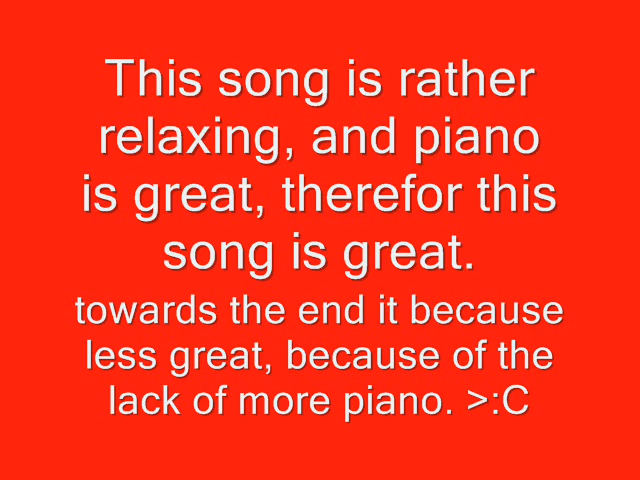 This song is rather
relaxing, and piano
is great, therefor this
song is great.
towards the end it because
less great, because of the
lack of more piano. >:C